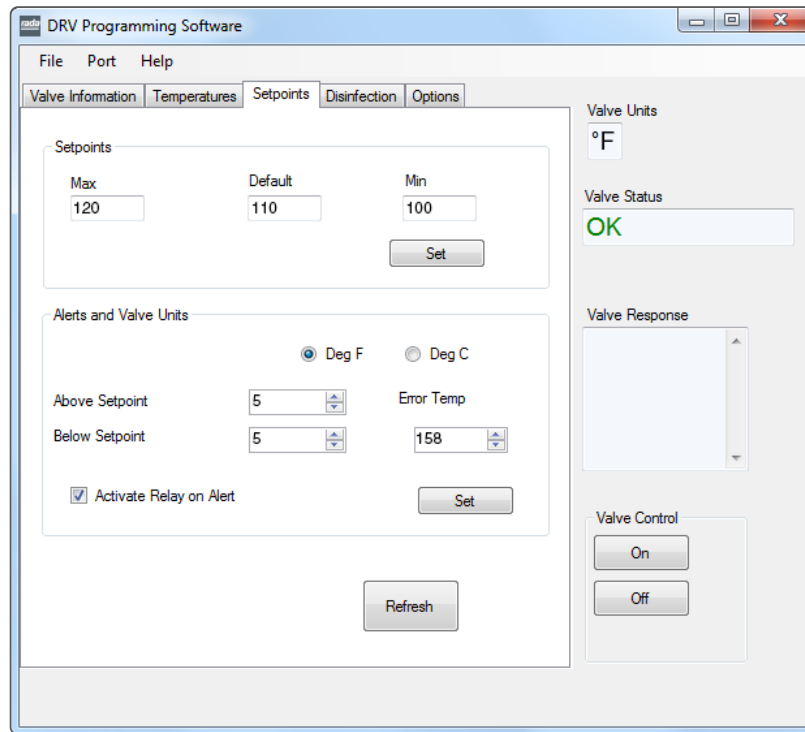 rada DRV Programming Software
File Port Help
Valve Information Temperatures Setpoints Disinfection Options
Setpoints
Max Default Min
120 110 100
Set
Alerts and Valve Units
Deg F Deg C
Above Setpoint 5 Error Temp
Below Setpoint 5 158
Activate Relay on Alert Set
Refresh
Valve Units
°F
Valve Status
OK
Valve Response
Valve Control
On
Off